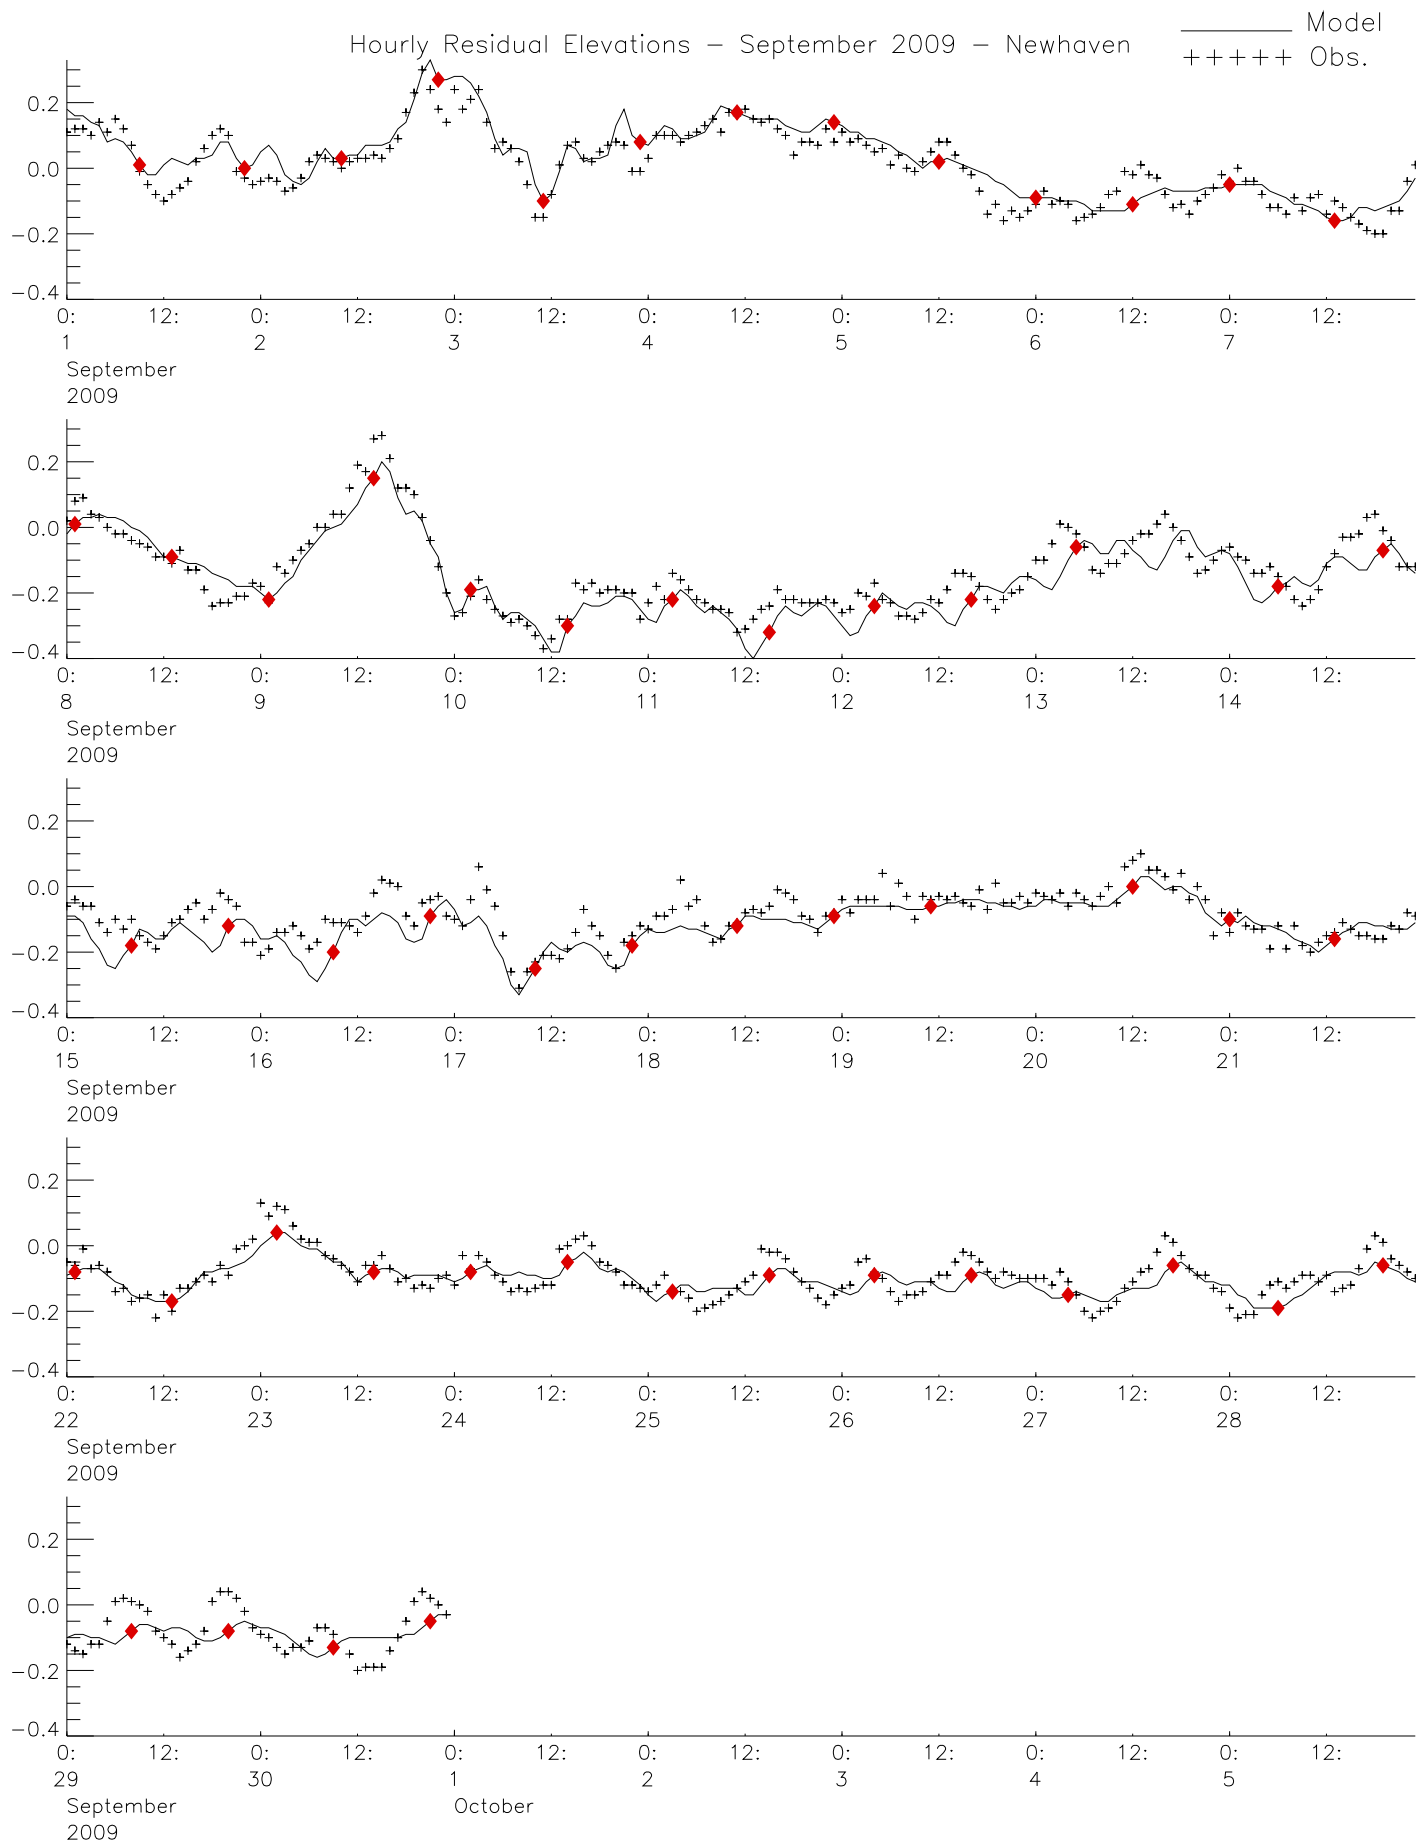 Hourly Residual Elevations – September 2009 – Newhaven
Model
+++++ Obs.
0.2
0.0
−0.2
−0.4
0: 12: 0: 12: 0: 12: 0: 12: 0: 12: 0: 12: 0: 12:
1 2 3 4 5 6 7
September
2009
0.2
0.0
−0.2
−0.4
0: 12: 0: 12: 0: 12: 0: 12: 0: 12: 0: 12: 0: 12:
8 9 10 11 12 13 14
September
2009
0.2
0.0
−0.2
−0.4
0: 12: 0: 12: 0: 12: 0: 12: 0: 12: 0: 12: 0: 12:
15 16 17 18 19 20 21
September
2009
0.2
0.0
−0.2
−0.4
0: 12: 0: 12: 0: 12: 0: 12: 0: 12: 0: 12: 0: 12:
22 23 24 25 26 27 28
September
2009
0.2
0.0
−0.2
−0.4
0: 12: 0: 12: 0: 12: 0: 12: 0: 12: 0: 12: 0: 12:
29 30 1 2 3 4 5
September October
2009